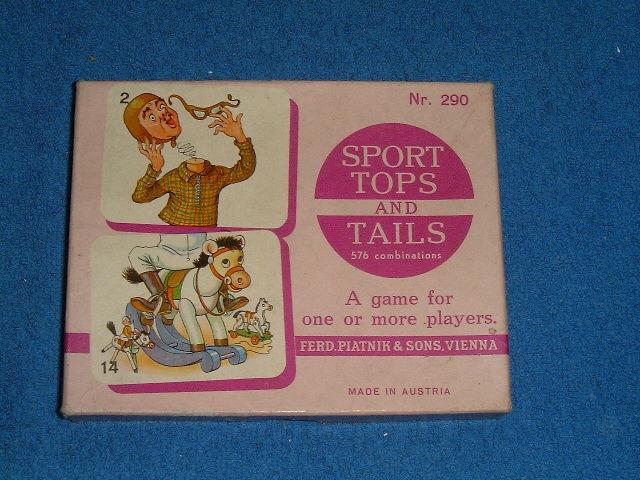 2
Nr. 290
SPORT
TOPS
AND
TAILS
576 combinations
A game for
one or more players.
FERD. PIATNIK & SONS, VIENNA
14
MADE IN AUSTRIA